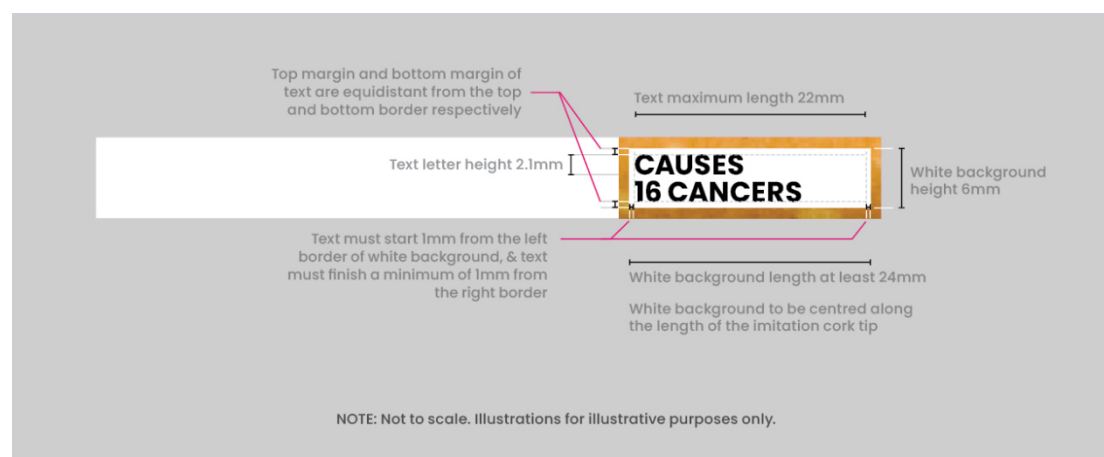 Top margin and bottom margin of
text are equidistant from the top
and bottom border respectively
Text maximum length 22mm
Text letter height 2.1mm
CAUSES
16 CANCERS
White background
height 6mm
Text must start 1mm from the left
border of white background, & text
must finish a minimum of 1mm from
the right border
White background length at least 24mm
White background to be centred along
the length of the imitation cork tip
NOTE: Not to scale. Illustrations for illustrative purposes only.